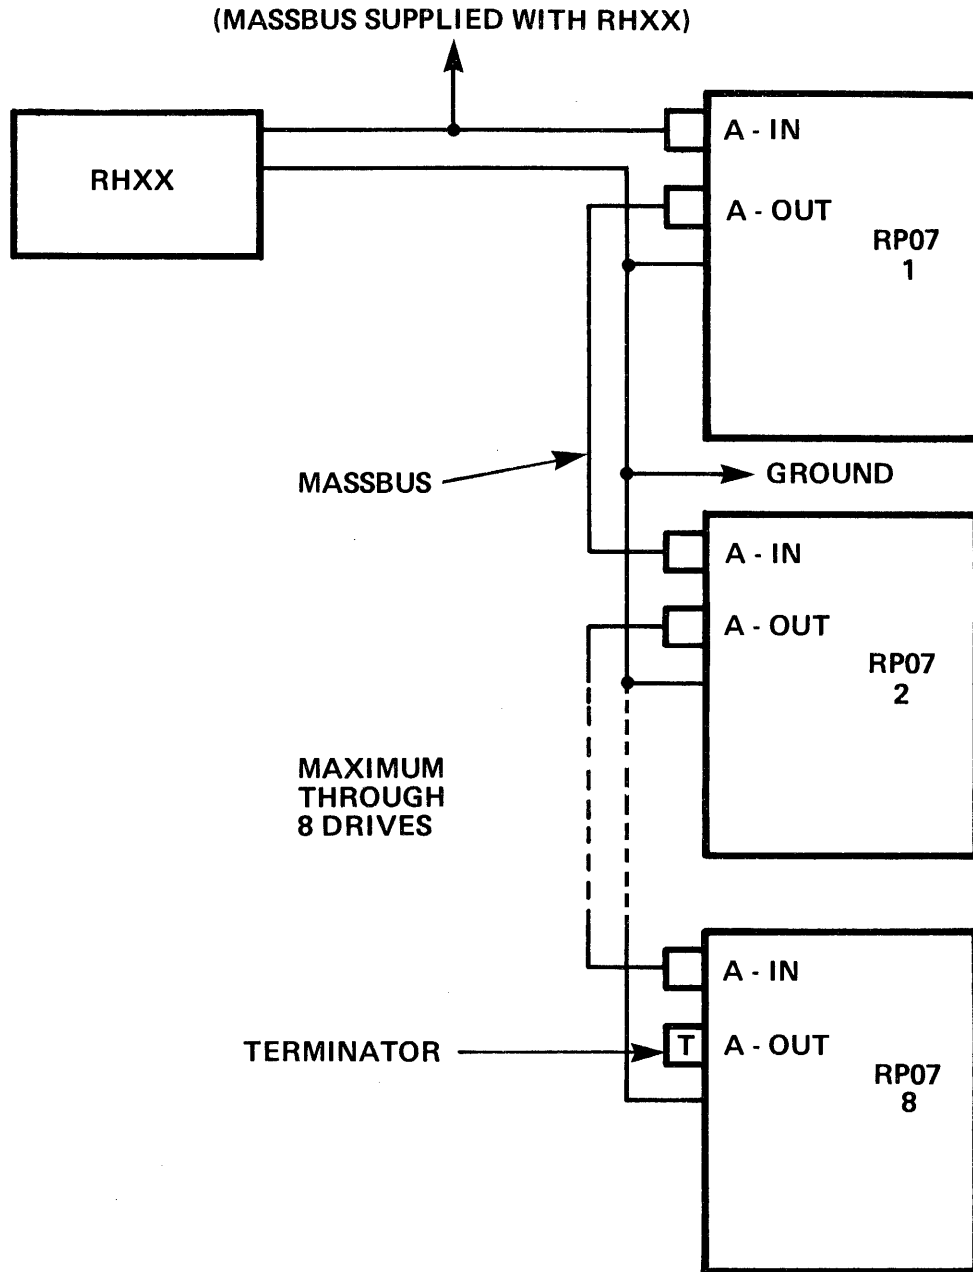 (MASSBUS SUPPLIED WITH RHXX)
RHXX
A - IN
A - OUT
RP07
1
MASSBUS
GROUND
A - IN
A - OUT
RP07
2
MAXIMUM
THROUGH
8 DRIVES
A - IN
TERMINATOR
T
A - OUT
RP07
8